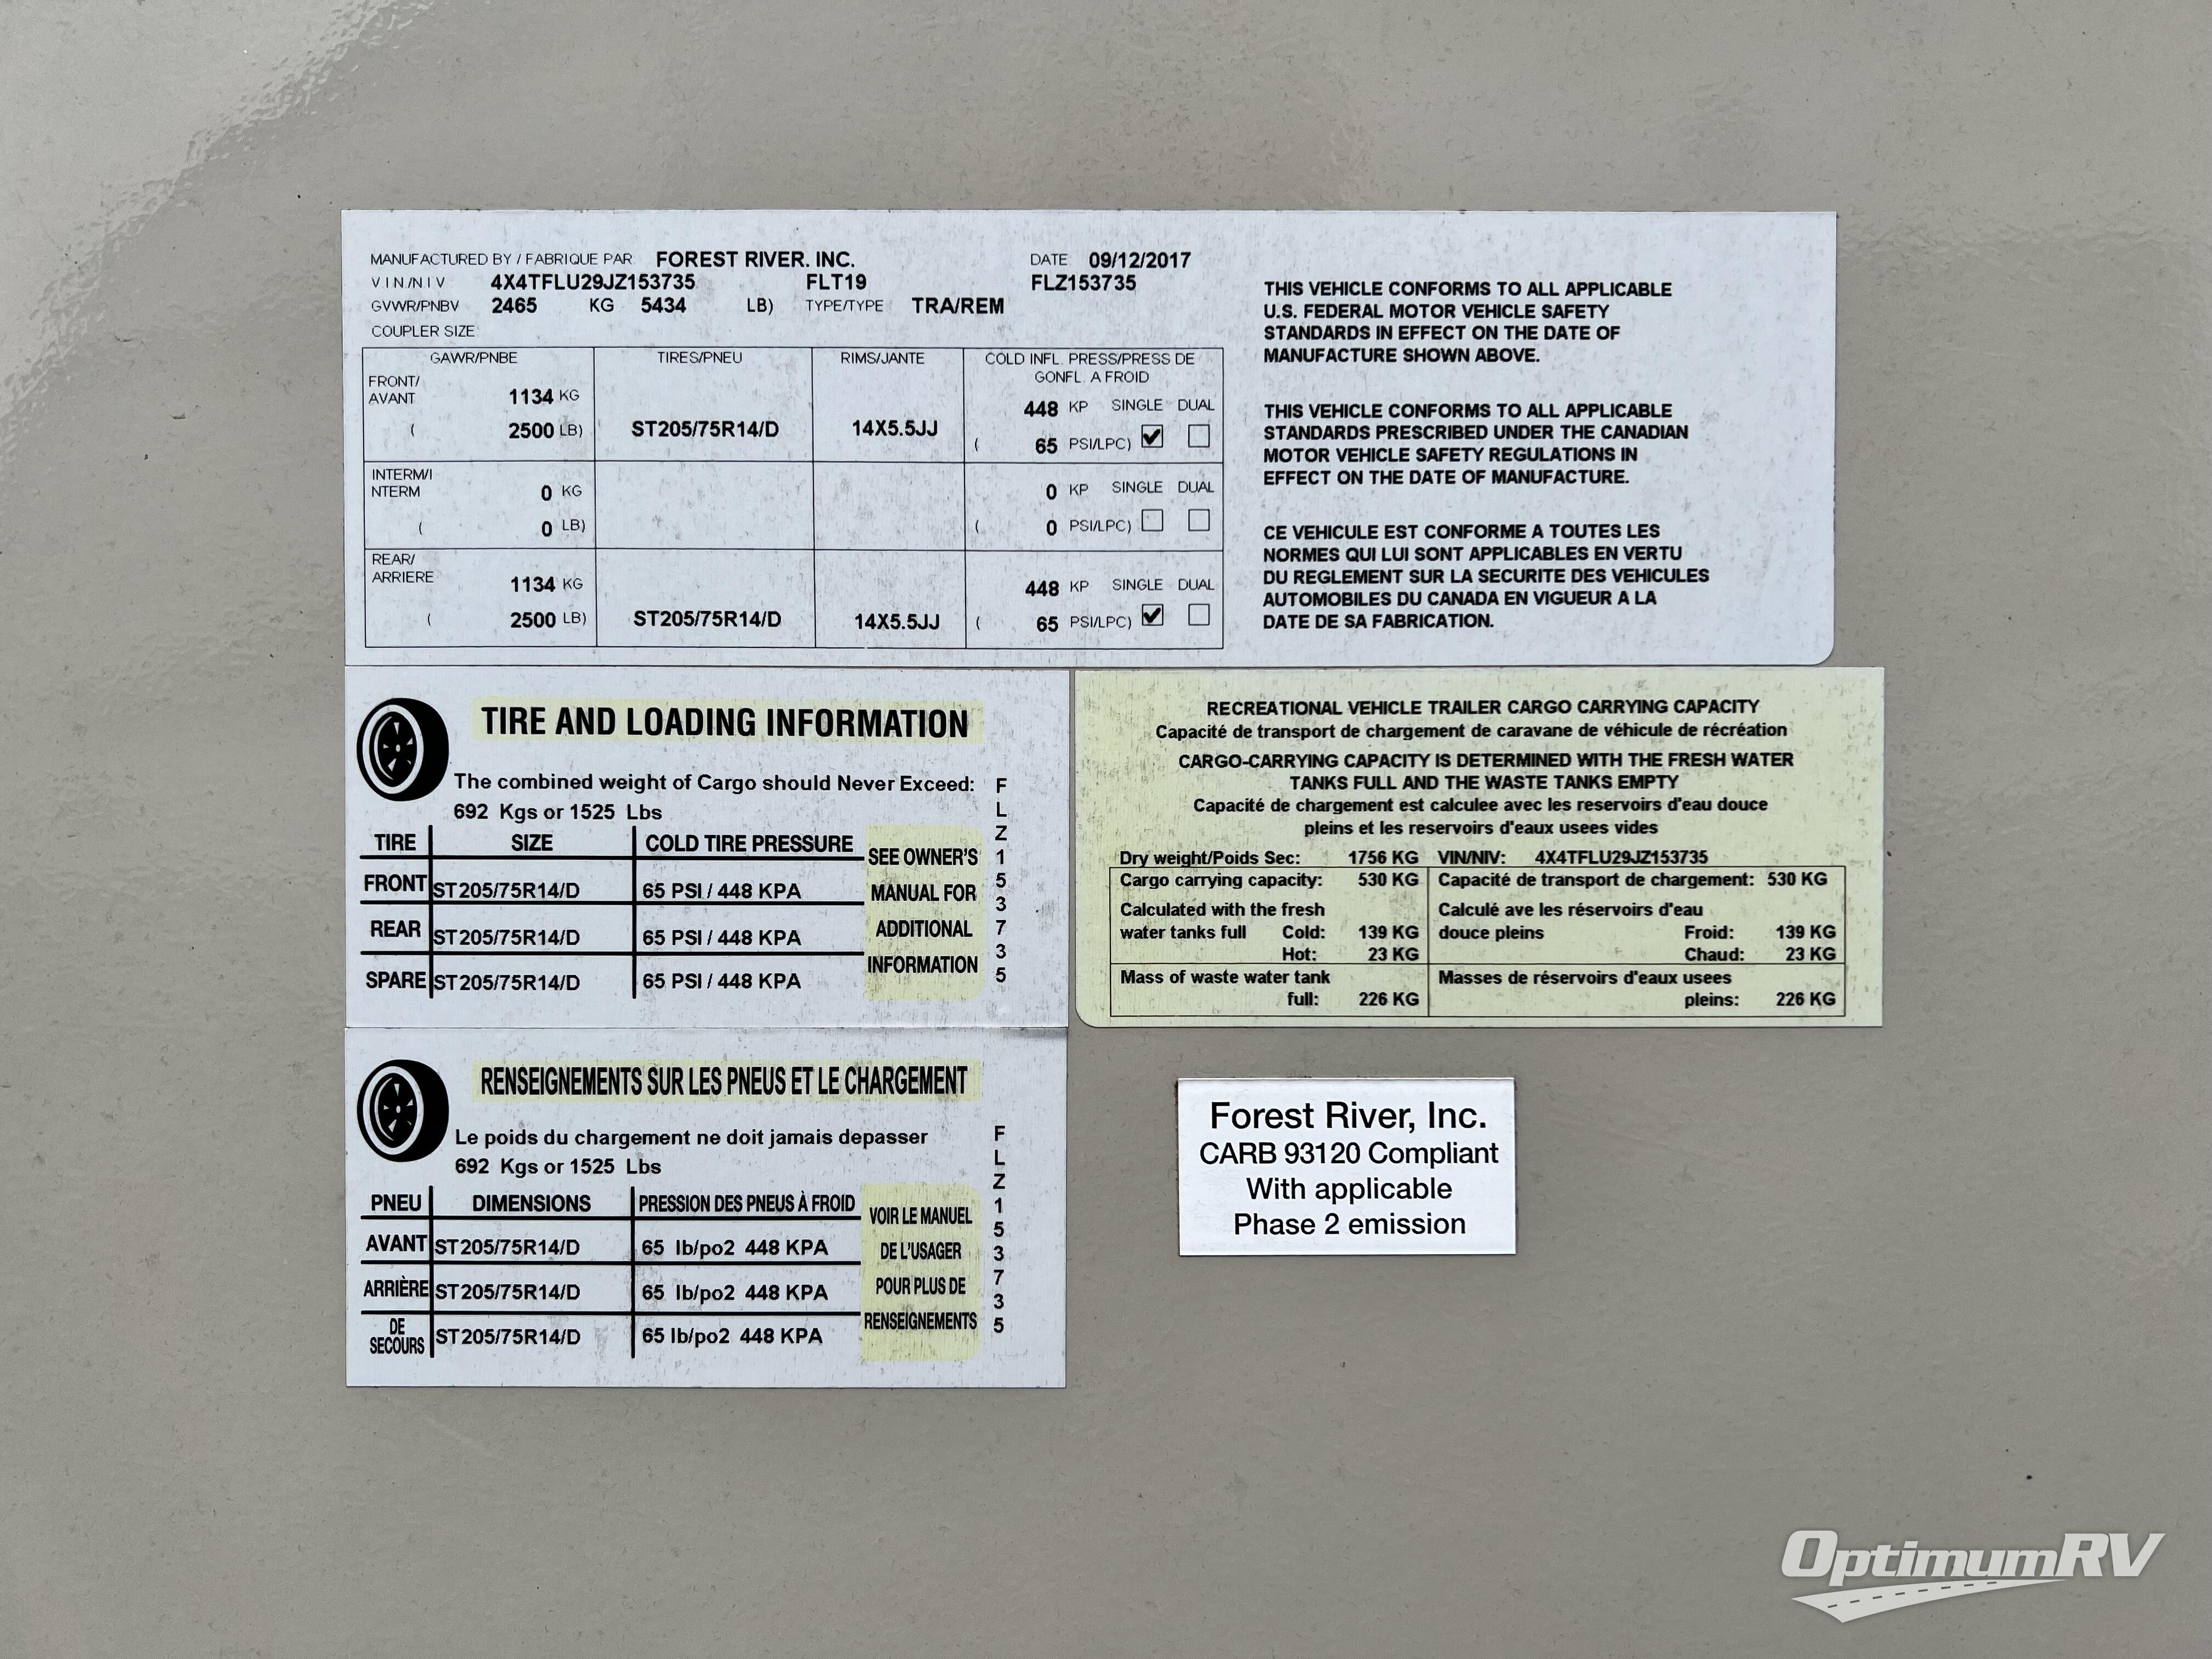 MANUFACTURED BY / FABRIQUE PAR FOREST RIVER. INC. DATE 09/12/2017
VIN/NIV 4X4TFLU29JZ153735 FLT19 FLZ153735
GVWR/PNBV 2465 KG 5434 LB) TYPE/TYPE TRA/REM
COUPLER SIZE
GAWR/PNBE TIRES/PNEU RIMS/JANTE COLD INFL. PRESS/PRESS DE
GONFL. A FROID
FRONT/
AVANT 1134 KG 448 KP SINGLE DUAL
( 2500 LB) ST205/75R14/D 14X5.5JJ ( 65 PSI/LPC)
INTERM/I
NTERM 0 KG 0 KP SINGLE DUAL
( 0 LB) ( 0 PSI/LPC)
REAR/
ARRIERE 1134 KG 448 KP SINGLE DUAL
( 2500 LB) ST205/75R14/D 14X5.5JJ ( 65 PSI/LPC)
THIS VEHICLE CONFORMS TO ALL APPLICABLE
U.S. FEDERAL MOTOR VEHICLE SAFETY
STANDARDS IN EFFECT ON THE DATE OF
MANUFACTURE SHOWN ABOVE.
THIS VEHICLE CONFORMS TO ALL APPLICABLE
STANDARDS PRESCRIBED UNDER THE CANADIAN
MOTOR VEHICLE SAFETY REGULATIONS IN
EFFECT ON THE DATE OF MANUFACTURE.
CE VEHICULE EST CONFORME A TOUTES LES
NORMES QUI LUI SONT APPLICABLES EN VERTU
DU REGLEMENT SUR LA SECURITE DES VEHICULES
AUTOMOBILES DU CANADA EN VIGUEUR A LA
DATE DE SA FABRICATION.
TIRE AND LOADING INFORMATION
The combined weight of Cargo should Never Exceed:
692 Kgs or 1525 Lbs
TIRE SIZE COLD TIRE PRESSURE
FRONT ST205/75R14/D 65 PSI / 448 KPA
REAR ST205/75R14/D 65 PSI / 448 KPA
SPARE ST205/75R14/D 65 PSI / 448 KPA
SEE OWNER'S
MANUAL FOR
ADDITIONAL
INFORMATION
FLZ153735
RECREATIONAL VEHICLE TRAILER CARGO CARRYING CAPACITY
Capacité de transport de chargement de caravane de véhicule de récréation
CARGO-CARRYING CAPACITY IS DETERMINED WITH THE FRESH WATER
TANKS FULL AND THE WASTE TANKS EMPTY
Capacité de chargement est calculee avec les reservoirs d'eau douce
pleins et les reservoirs d'eaux usees vides
Dry weight/Poids Sec: 1756 KG VIN/NIV: 4X4TFLU29JZ153735
Cargo carrying capacity: 530 KG Capacité de transport de chargement: 530 KG
Calculated with the fresh Calculé ave les réservoirs d'eau
water tanks full Cold: 139 KG douce pleins Froid: 139 KG
Hot: 23 KG Chaud: 23 KG
Mass of waste water tank Masses de réservoirs d'eaux usees
full: 226 KG pleins: 226 KG
RENSEIGNEMENTS SUR LES PNEUS ET LE CHARGEMENT
Le poids du chargement ne doit jamais depasser
692 Kgs or 1525 Lbs
PNEU DIMENSIONS PRESSION DES PNEUS À FROID
AVANT ST205/75R14/D 65 lb/po2 448 KPA
ARRIÈRE ST205/75R14/D 65 lb/po2 448 KPA
DE
SECOURS ST205/75R14/D 65 lb/po2 448 KPA
VOIR LE MANUEL
DE L'USAGER
POUR PLUS DE
RENSEIGNEMENTS
FLZ153735
Forest River, Inc.
CARB 93120 Compliant
With applicable
Phase 2 emission
OptimumRV